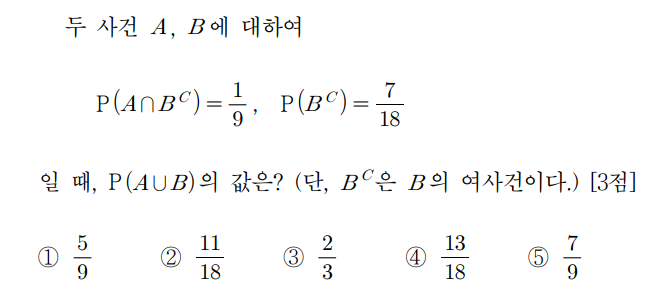 두 사건 A, B에 대하여
P(A∩B^C)=1/9, P(B^C)=7/18
일 때, P(A∪B)의 값은? (단, B^C은 B의 여사건이다.) [3점]
① 5/9 ② 11/18 ③ 2/3 ④ 13/18 ⑤ 7/9